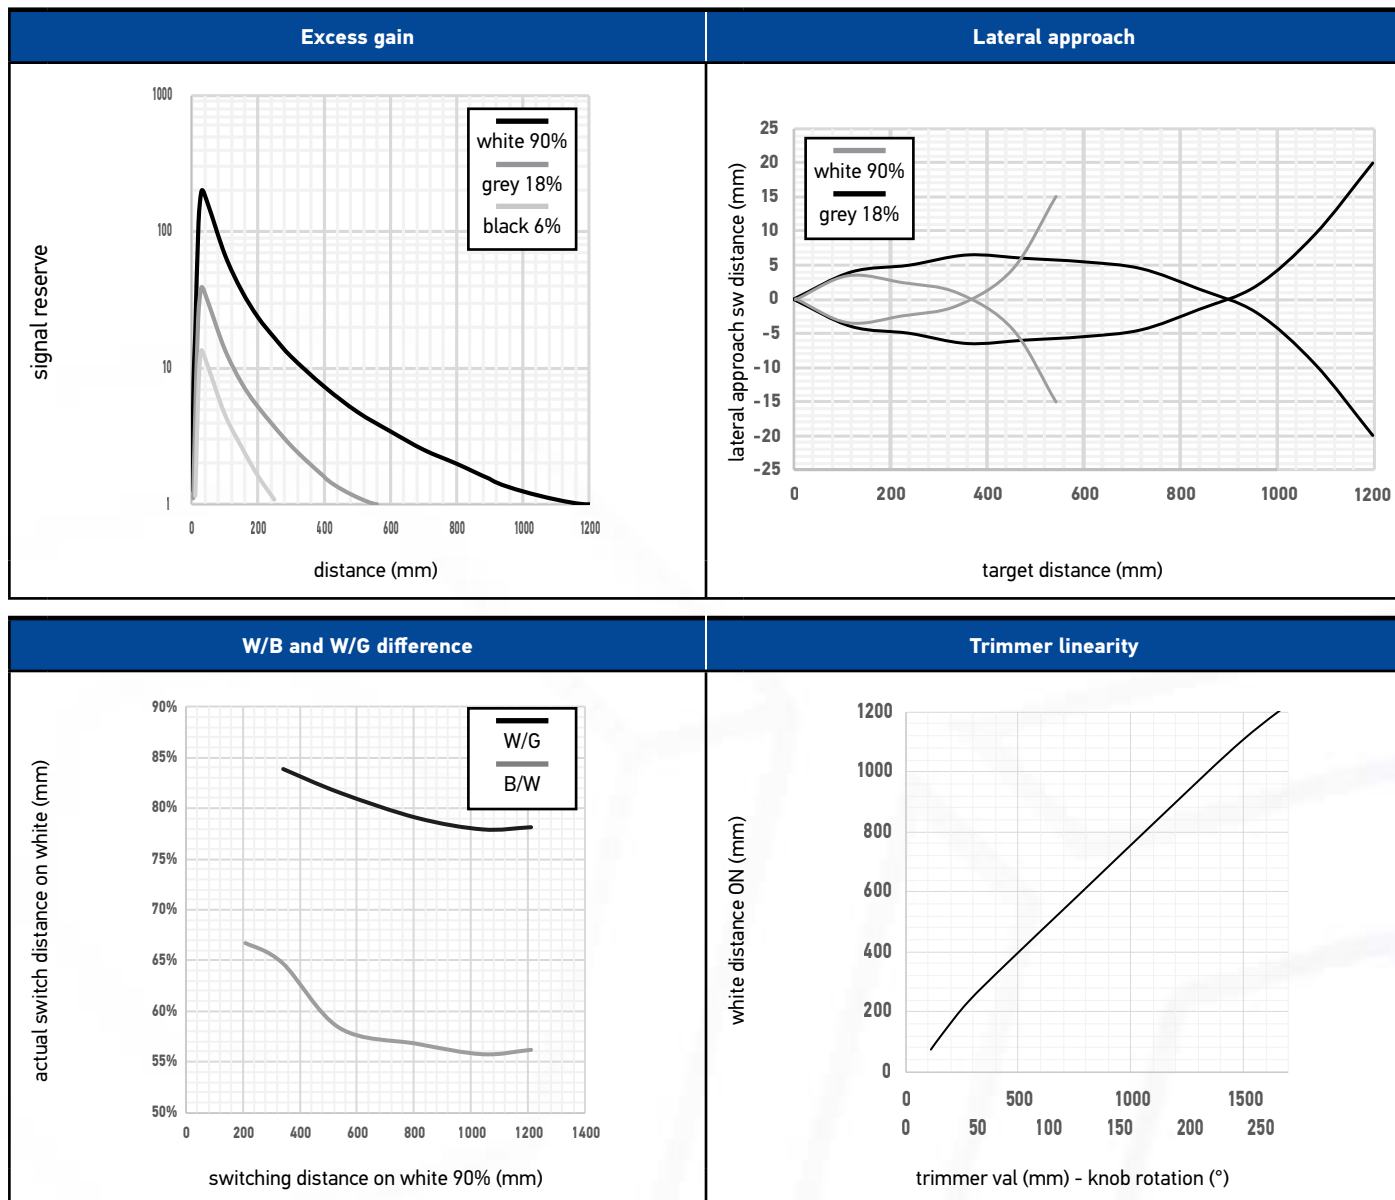 Excess gain
Lateral approach
1000
100
10
1
signal reserve
white 90%
grey 18%
black 6%
0 200 400 600 800 1000 1200
distance (mm)
25
20
15
10
5
0
-5
-10
-15
-20
-25
lateral approach sw distance (mm)
white 90%
grey 18%
0 200 400 600 800 1000 1200
target distance (mm)
W/B and W/G difference
Trimmer linearity
90%
85%
80%
75%
70%
65%
60%
55%
50%
actual switch distance on white (mm)
W/G
B/W
0 200 400 600 800 1000 1200 1400
switching distance on white 90% (mm)
1200
1000
800
600
400
200
0
white distance ON (mm)
0 500 1000 1500
0 50 100 150 200 250
trimmer val (mm) - knob rotation (°)